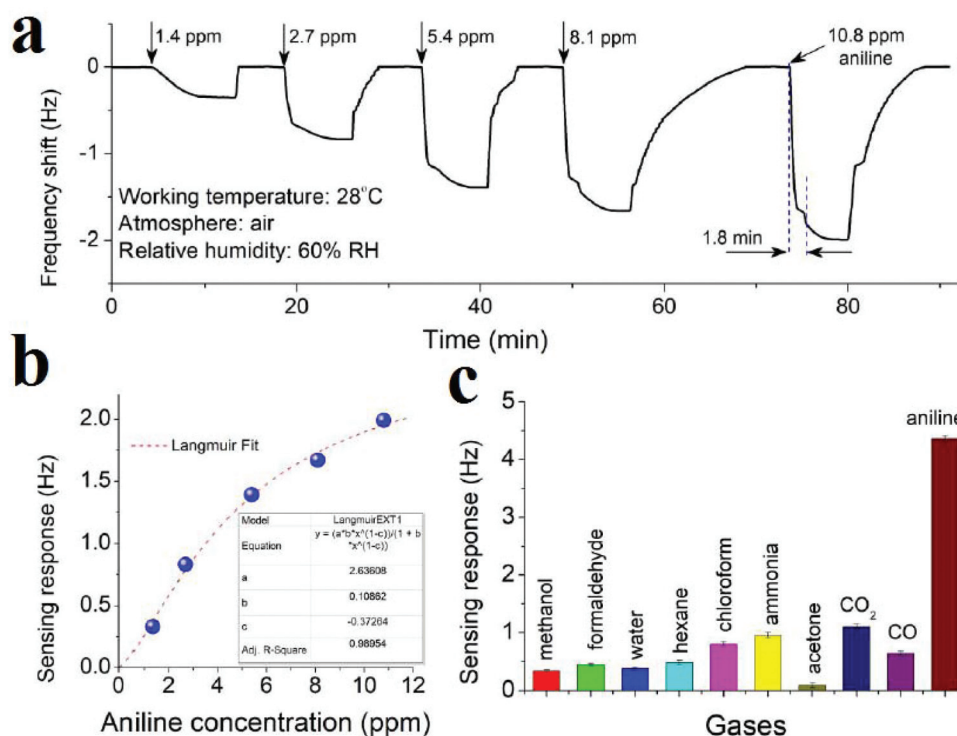 a
1.4 ppm
2.7 ppm
5.4 ppm
8.1 ppm
10.8 ppm
aniline
0
-1
-2
Frequency shift (Hz)
Working temperature: 28°C
Atmosphere: air
Relative humidity: 60% RH
1.8 min
0 20 40 60 80
Time (min)
b
2.0
1.5
1.0
0.5
0.0
Sensing response (Hz)
Langmuir Fit
Model LangmuirEXT1
Equation y = (a*b*x^(1-c))/(1 + b
*x^(1-c))
a 2.63608
b 0.10862
c -0.37264
Adj. R-Square 0.98954
0 2 4 6 8 10 12
Aniline concentration (ppm)
c
5
4
3
2
1
0
Sensing response (Hz)
methanol
formaldehyde
water
hexane
chloroform
ammonia
acetone
CO2
CO
aniline
Gases